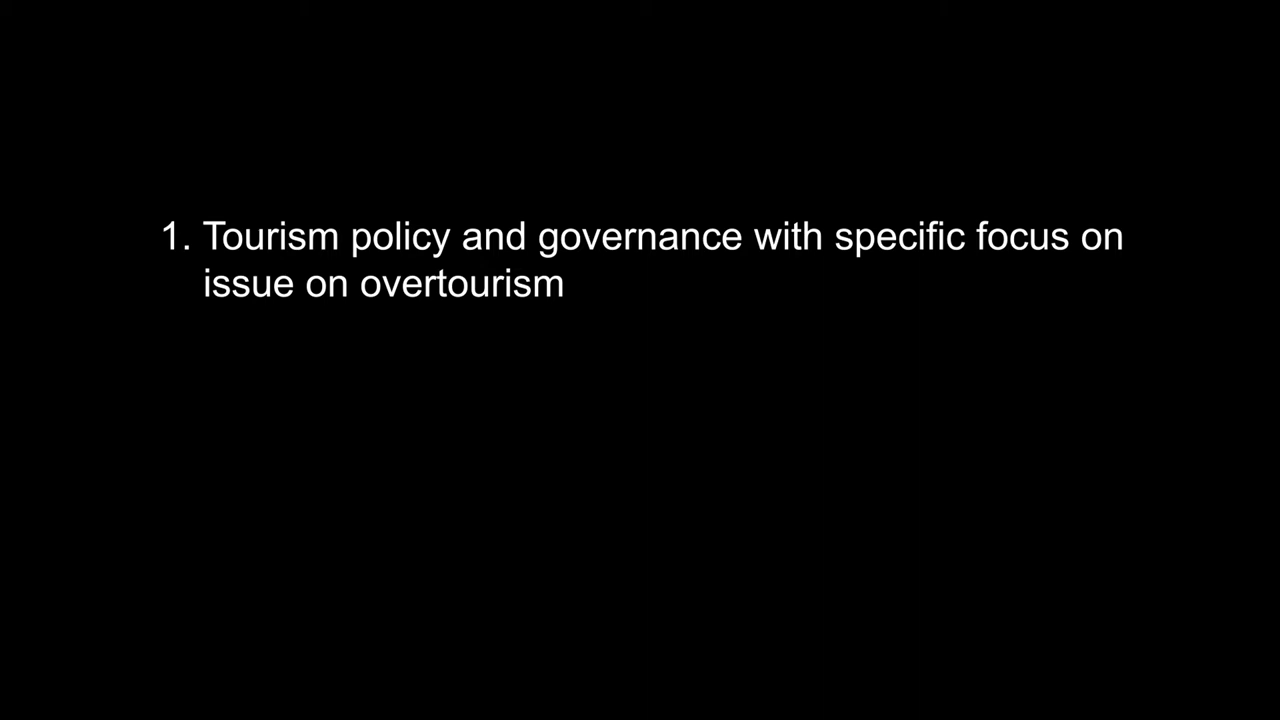 1. Tourism policy and governance with specific focus on
issue on overtourism